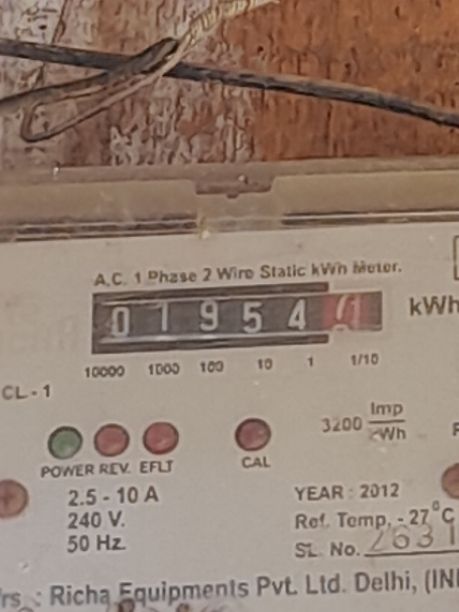 A.C. 1 Phase 2 Wire Static kWh Meter.
0 1 9 5 4 kWh
10000 1000 100 10 1 1/10
CL-1
3200 Imp
kWh
POWER REV. EFLT CAL
2.5 - 10 A
240 V.
50 Hz.
YEAR : 2012
Ref. Temp. - 27°C
SL. No. 2631
: Richa Equipments Pvt. Ltd. Delhi,